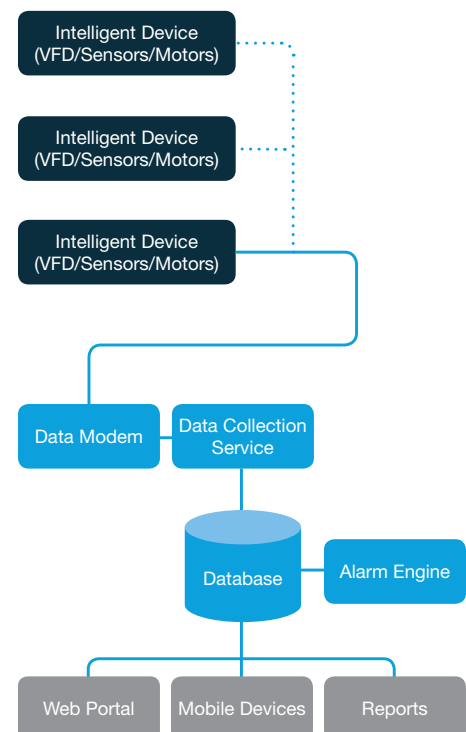 Intelligent Device
(VFD/Sensors/Motors)
Intelligent Device
(VFD/Sensors/Motors)
Intelligent Device
(VFD/Sensors/Motors)
Data Modem
Data Collection
Service
Database
Alarm Engine
Web Portal
Mobile Devices
Reports